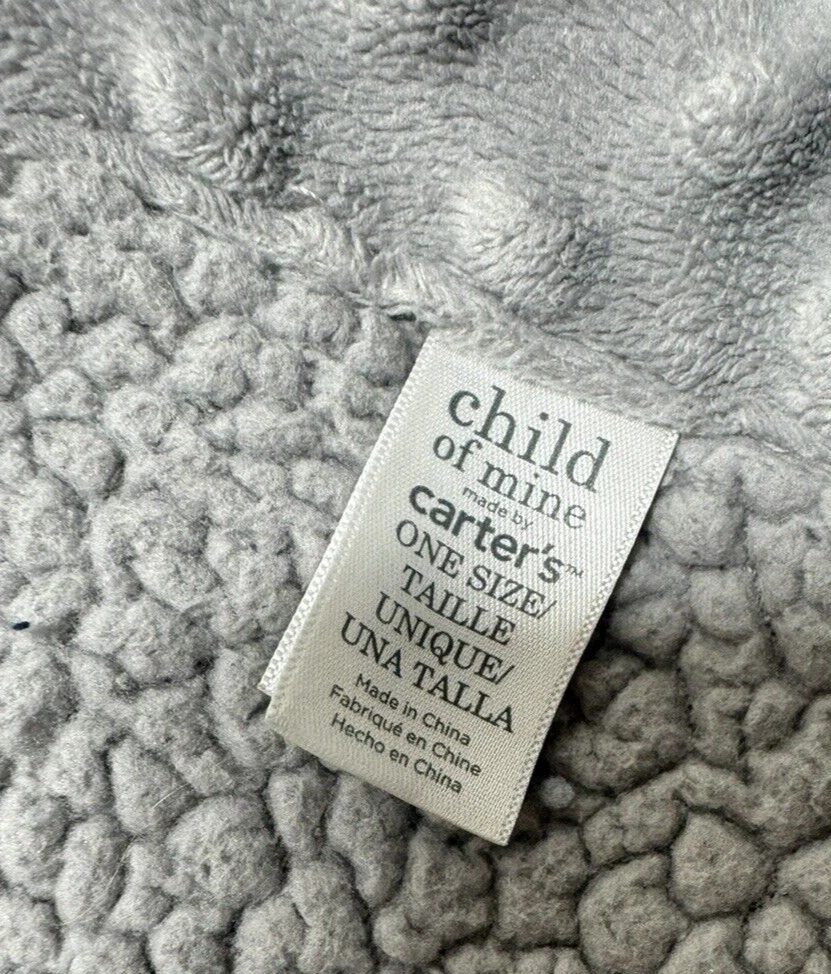 child
of mine
made by
carter's™
ONE SIZE/
TAILLE
UNIQUE/
UNA TALLA
Made in China
Fabriqué en Chine
Hecho en China